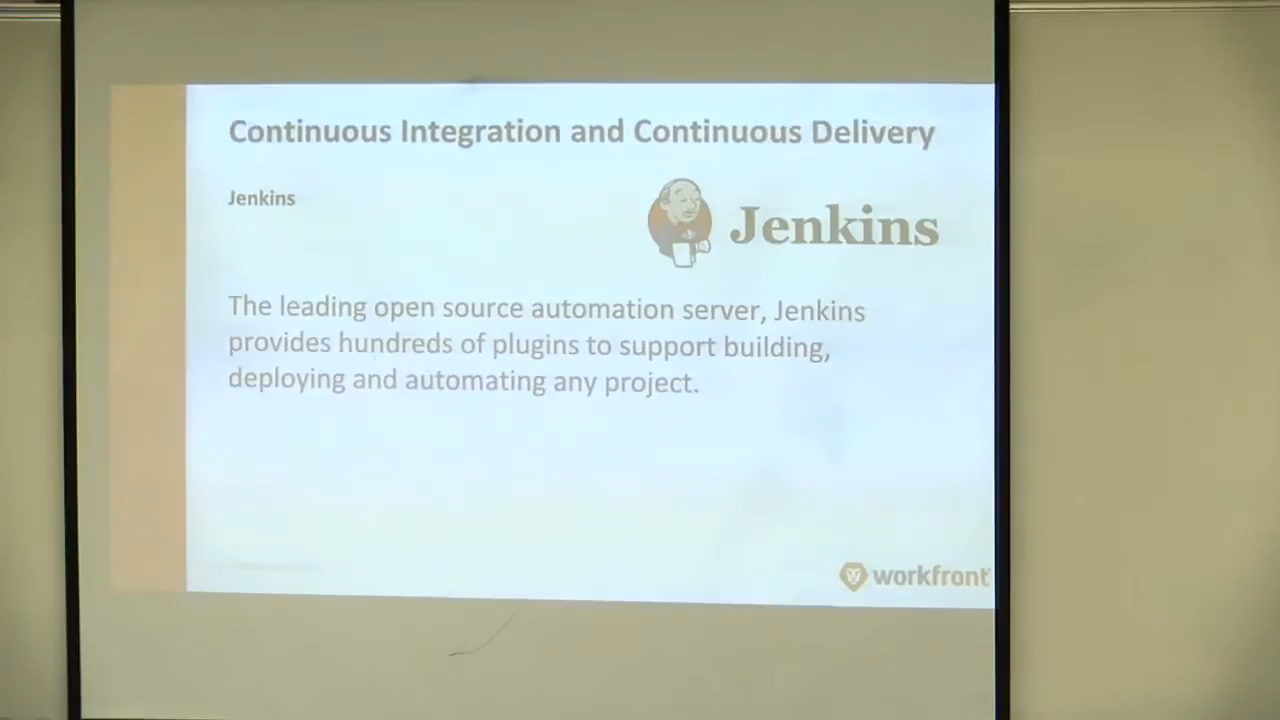 Continuous Integration and Continuous Delivery
Jenkins
Jenkins
The leading open source automation server, Jenkins
provides hundreds of plugins to support building,
deploying and automating any project.
workfront